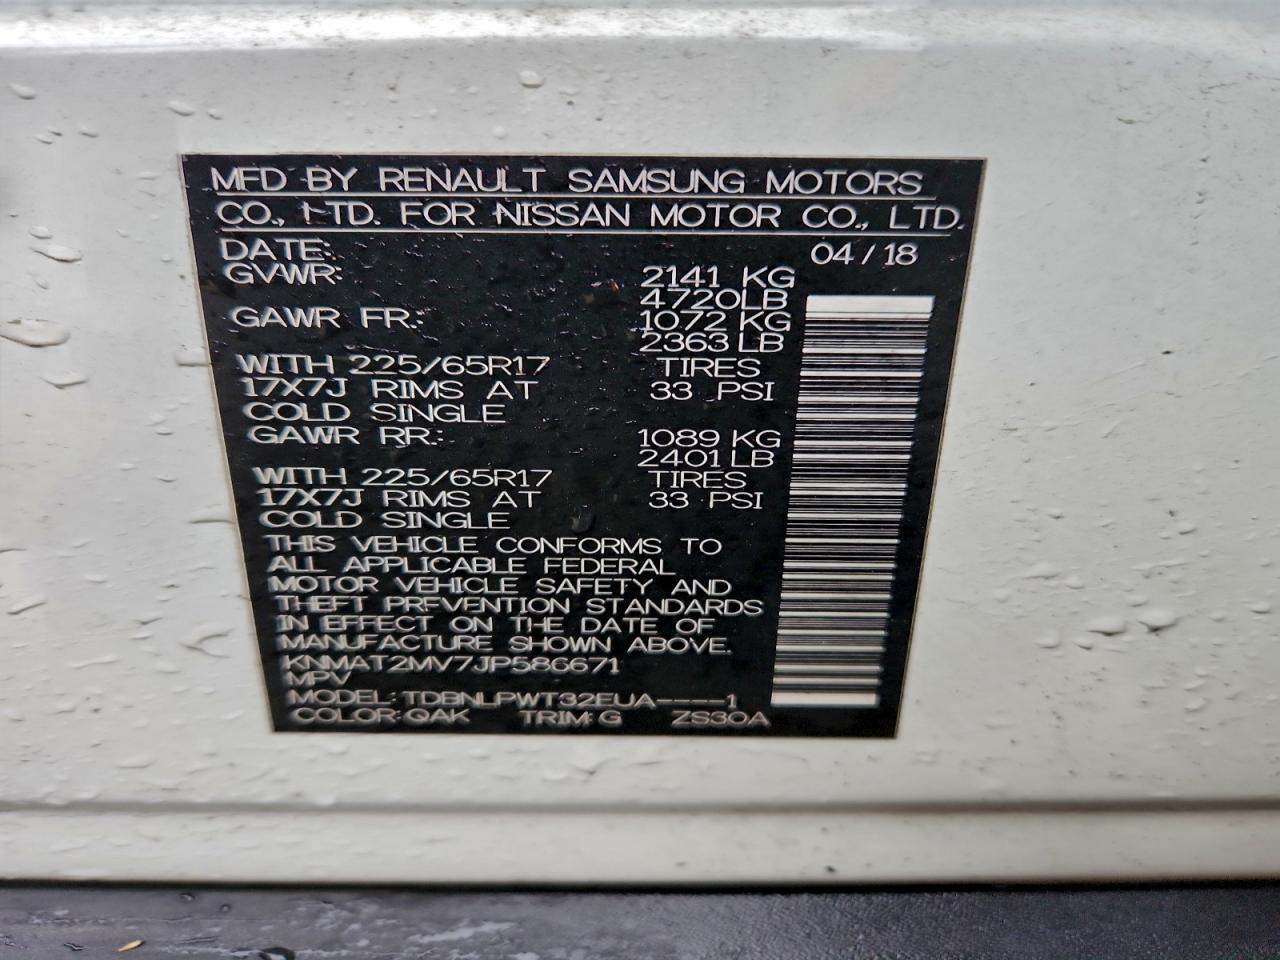 MFD BY RENAULT SAMSUNG MOTORS
CO., LTD. FOR NISSAN MOTOR CO., LTD.
DATE: 04 / 18
GVWR: 2141 KG
4720LB
GAWR FR.: 1072 KG
2363 LB
WITH 225/65R17 TIRES
17X7J RIMS AT 33 PSI
COLD SINGLE
GAWR RR.: 1089 KG
2401 LB
WITH 225/65R17 TIRES
17X7J RIMS AT 33 PSI
COLD SINGLE
THIS VEHICLE CONFORMS TO
ALL APPLICABLE FEDERAL
MOTOR VEHICLE SAFETY AND
THEFT PREVENTION STANDARDS
IN EFFECT ON THE DATE OF
MANUFACTURE SHOWN ABOVE.
KNMAT2MV7JP586671
MPV
MODEL: TDBNLPWT32EUA----1
COLOR: QAK TRIM: G ZS30A